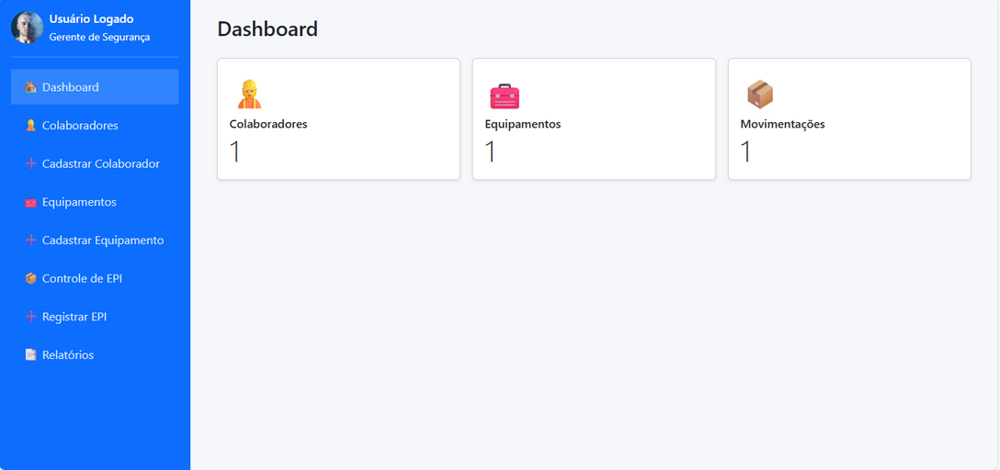 Usuário Logado
Gerente de Segurança
Dashboard
Colaboradores
Cadastrar Colaborador
Equipamentos
Cadastrar Equipamento
Controle de EPI
Registrar EPI
Relatórios
Dashboard
Colaboradores
1
Equipamentos
1
Movimentações
1